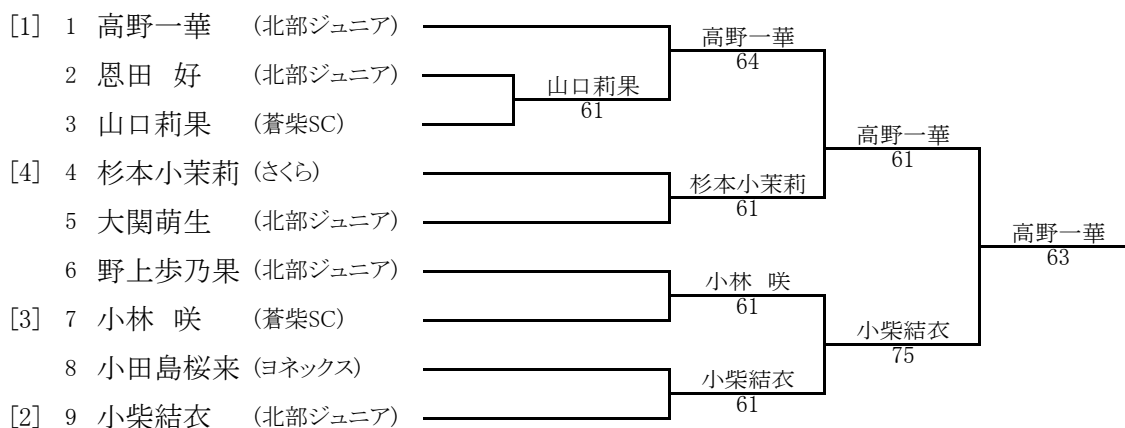 [1] 1 高野一華 (北部ジュニア)
高野一華
64
2 恩田 好 (北部ジュニア)
山口莉果
61
3 山口莉果 (蒼柴SC)
高野一華
61
[4] 4 杉本小茉莉 (さくら)
杉本小茉莉
61
5 大関萌生 (北部ジュニア)
高野一華
63
6 野上歩乃果 (北部ジュニア)
小林 咲
61
[3] 7 小林 咲 (蒼柴SC)
小柴結衣
75
8 小田島桜来 (ヨネックス)
小柴結衣
61
[2] 9 小柴結衣 (北部ジュニア)